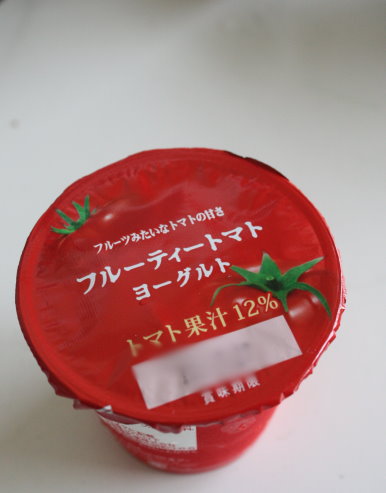 フルーツみたいなトマトの甘さ
フルーティートマト
ヨーグルト
トマト果汁12%
賞味期限